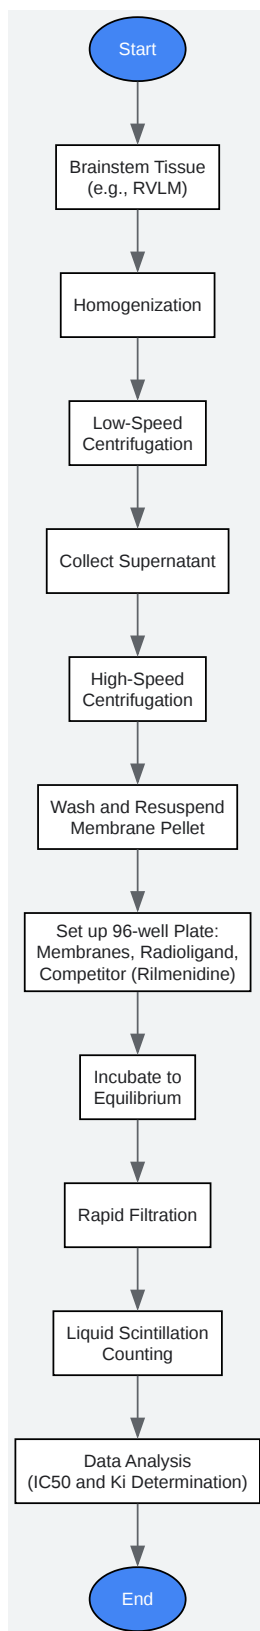 Start
Brainstem Tissue
(e.g., RVLM)
Homogenization
Low-Speed
Centrifugation
Collect Supernatant
High-Speed
Centrifugation
Wash and Resuspend
Membrane Pellet
Set up 96-well Plate:
Membranes, Radioligand,
Competitor (Rilmenidine)
Incubate to
Equilibrium
Rapid Filtration
Liquid Scintillation
Counting
Data Analysis
(IC50 and Ki Determination)
End